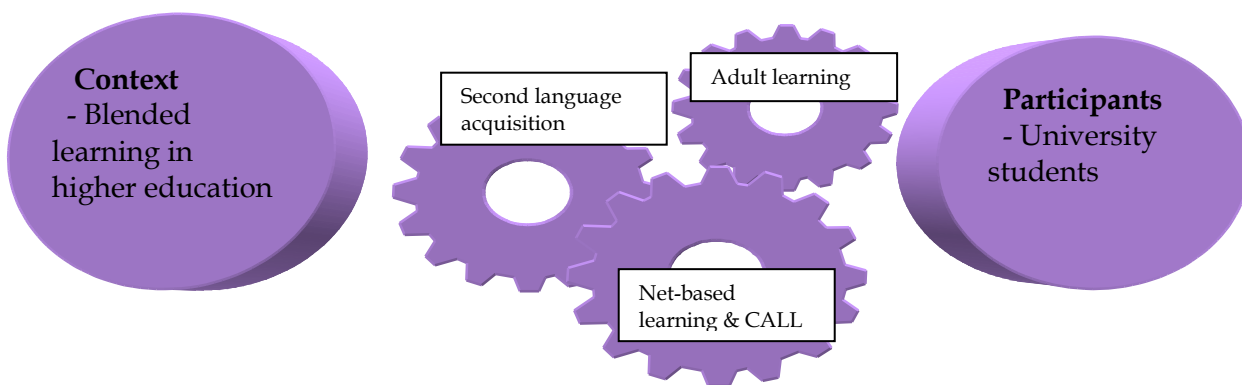 Context
- Blended
learning in
higher education
Second language
acquisition
Adult learning
Net-based
learning & CALL
Participants
- University
students